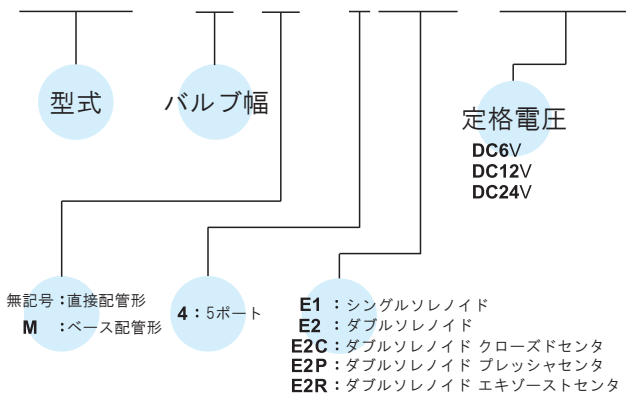 型式
バルブ幅
定格電圧
DC6V
DC12V
DC24V
無記号：直接配管形
M ：ベース配管形
4：5ポート
E1 ：シングルソレノイド
E2 ：ダブルソレノイド
E2C：ダブルソレノイド クローズドセンタ
E2P：ダブルソレノイド プレッシャセンタ
E2R：ダブルソレノイド エキゾーストセンタ